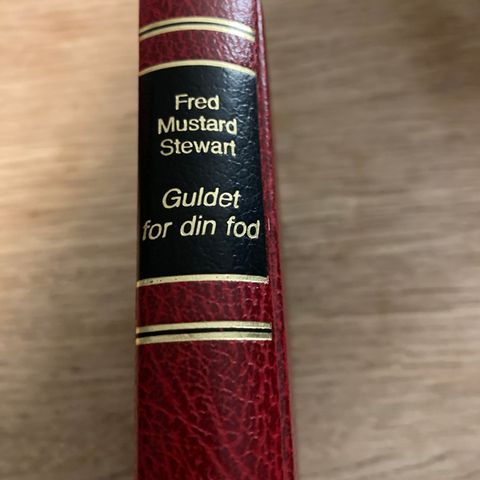 Fred
Mustard
Stewart
Guldet
for din fod